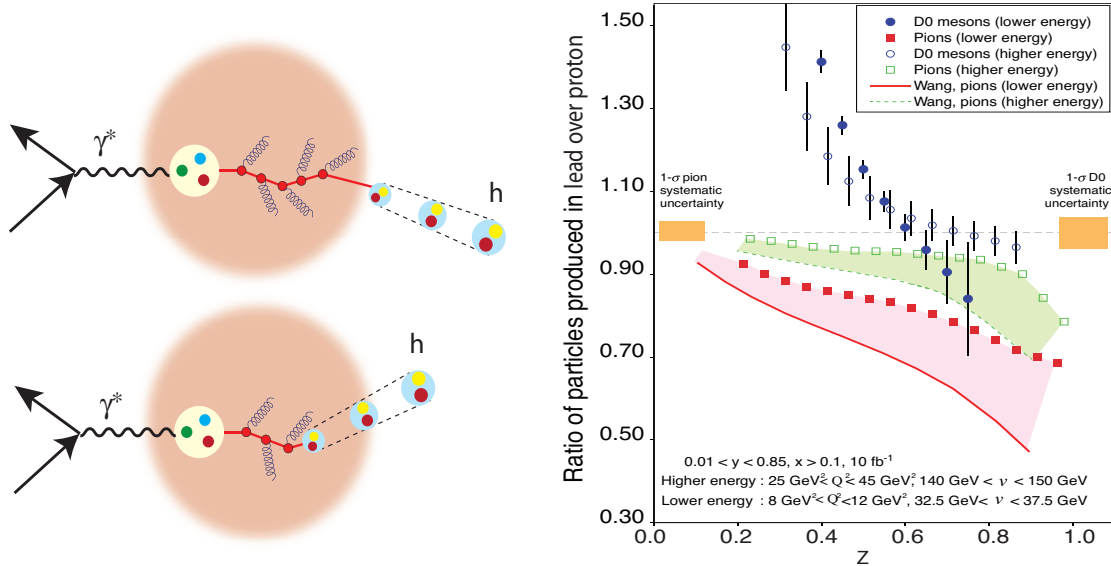 γ*
h
h
γ*
Ratio of particles produced in lead over proton
1.50
1.30
1.10
0.90
0.70
0.50
0.30
D0 mesons (lower energy)
Pions (lower energy)
D0 mesons (higher energy)
Pions (higher energy)
Wang, pions (lower energy)
Wang, pions (higher energy)
1-σ pion
systematic
uncertainty
1-σ D0
systematic
uncertainty
0.01 < y < 0.85, x > 0.1, 10 fb⁻¹
Higher energy : 25 GeV²< Q²< 45 GeV², 140 GeV < ν < 150 GeV
Lower energy : 8 GeV²< Q²<12 GeV², 32.5 GeV< ν < 37.5 GeV
0.0 0.2 0.4 0.6 0.8 1.0
Z